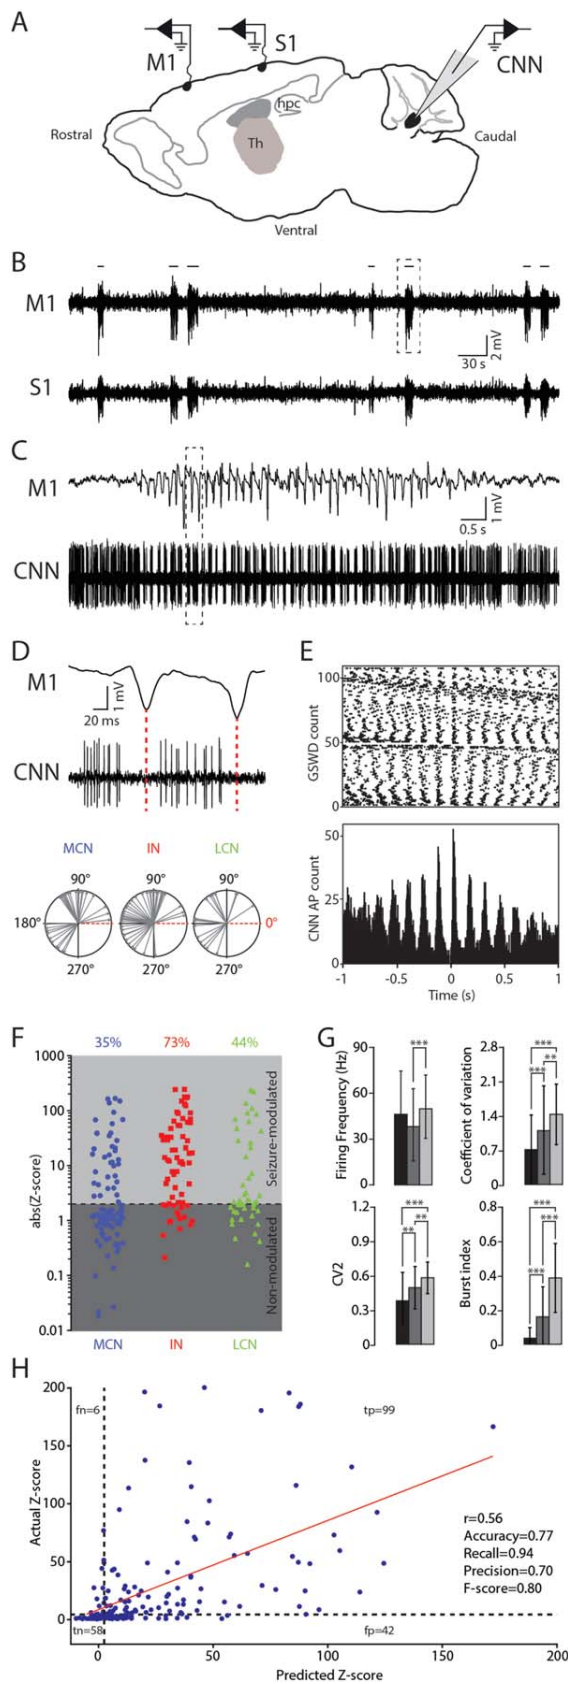 A
M1
S1
CNN
Rostral
hpc
Th
Caudal
Ventral
B
M1
2 mV
30 s
S1
C
M1
1 mV
0.5 s
CNN
D
M1
1 mV
20 ms
CNN
MCN IN LCN
90° 90° 90°
180° 0°
270° 270° 270°
E
GSWD count
100
50
0
CNN AP count
50
25
0
-1 -0.5 0 0.5 1
Time (s)
F
35% 73% 44%
abs(Z-score)
1000
100
10
1
0.1
0.01
Seizure-modulated
Non-modulated
MCN IN LCN
G
Firing Frequency (Hz)
90
60
30
0
***
Coefficient of variation
2.8
2.1
1.4
0.7
0
***
**
***
CV2
1.2
0.9
0.6
0.3
0
***
**
**
Burst index
0.8
0.6
0.4
0.2
0
***
***
***
H
Actual Z-score
200
150
100
50
0
fn=6
tp=99
r=0.56
Accuracy=0.77
Recall=0.94
Precision=0.70
F-score=0.80
tn=58
fp=42
0 50 100 150 200
Predicted Z-score